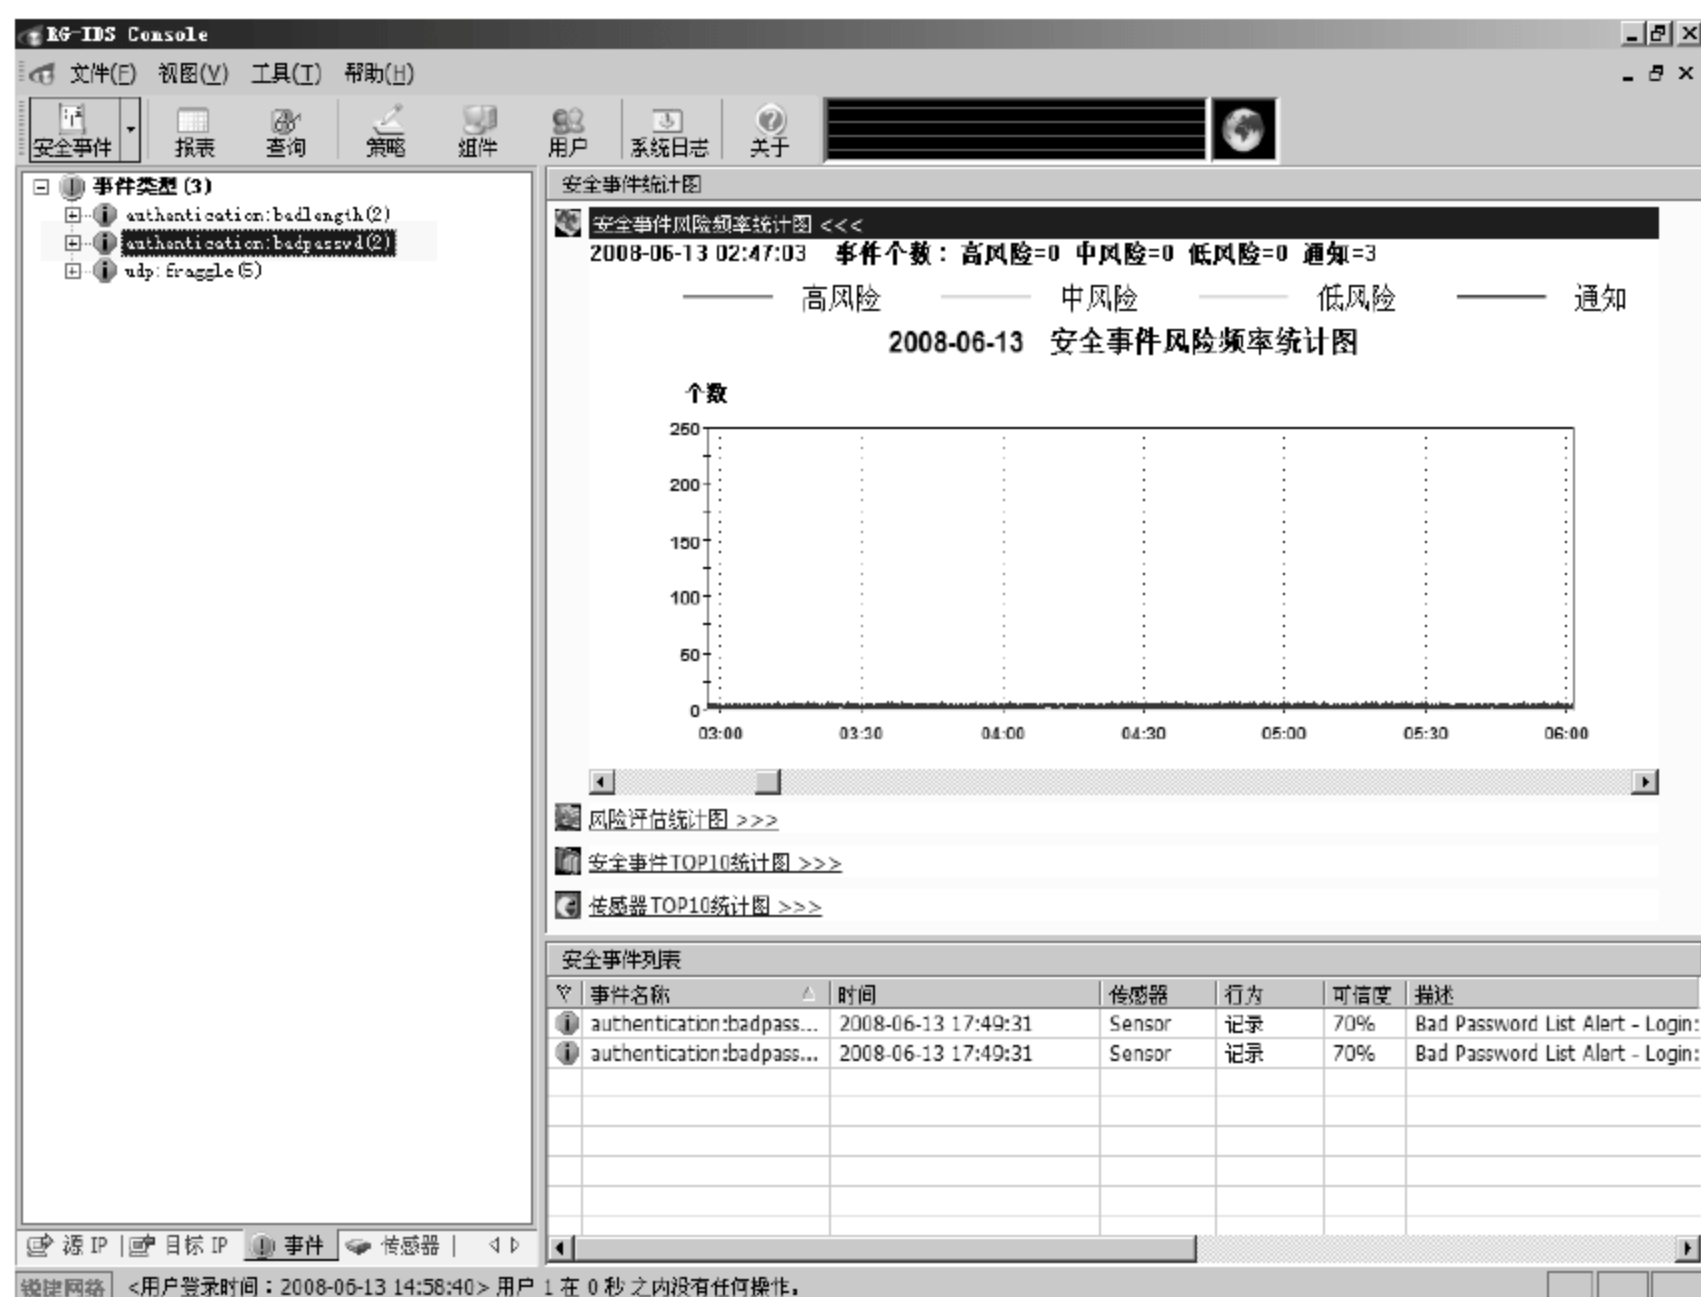 RG-IDS Console
文件(F) 视图(V) 工具(T) 帮助(H)
安全事件 报表 查询 策略 组件 用户 系统日志 关于
事件类型(3)
authentication:badlength(2)
authentication:badpasswd(2)
udp:fraggle(5)
安全事件统计图
安全事件风险频率统计图 <<<
2008-06-13 02:47:03 事件个数：高风险=0 中风险=0 低风险=0 通知=3
高风险 中风险 低风险 通知
2008-06-13 安全事件风险频率统计图
个数
250
200
150
100
50
0
03:00 03:30 04:00 04:30 05:00 05:30 06:00
风险评估统计图 >>>
安全事件TOP10统计图 >>>
传感器TOP10统计图 >>>
安全事件列表
事件名称 时间 传感器 行为 可信度 描述
authentication:badpass... 2008-06-13 17:49:31 Sensor 记录 70% Bad Password List Alert - Login:
authentication:badpass... 2008-06-13 17:49:31 Sensor 记录 70% Bad Password List Alert - Login:
源 IP 目标 IP 事件 传感器
锐捷网络 <用户登录时间：2008-06-13 14:58:40> 用户 1 在 0 秒 之内没有任何操作。